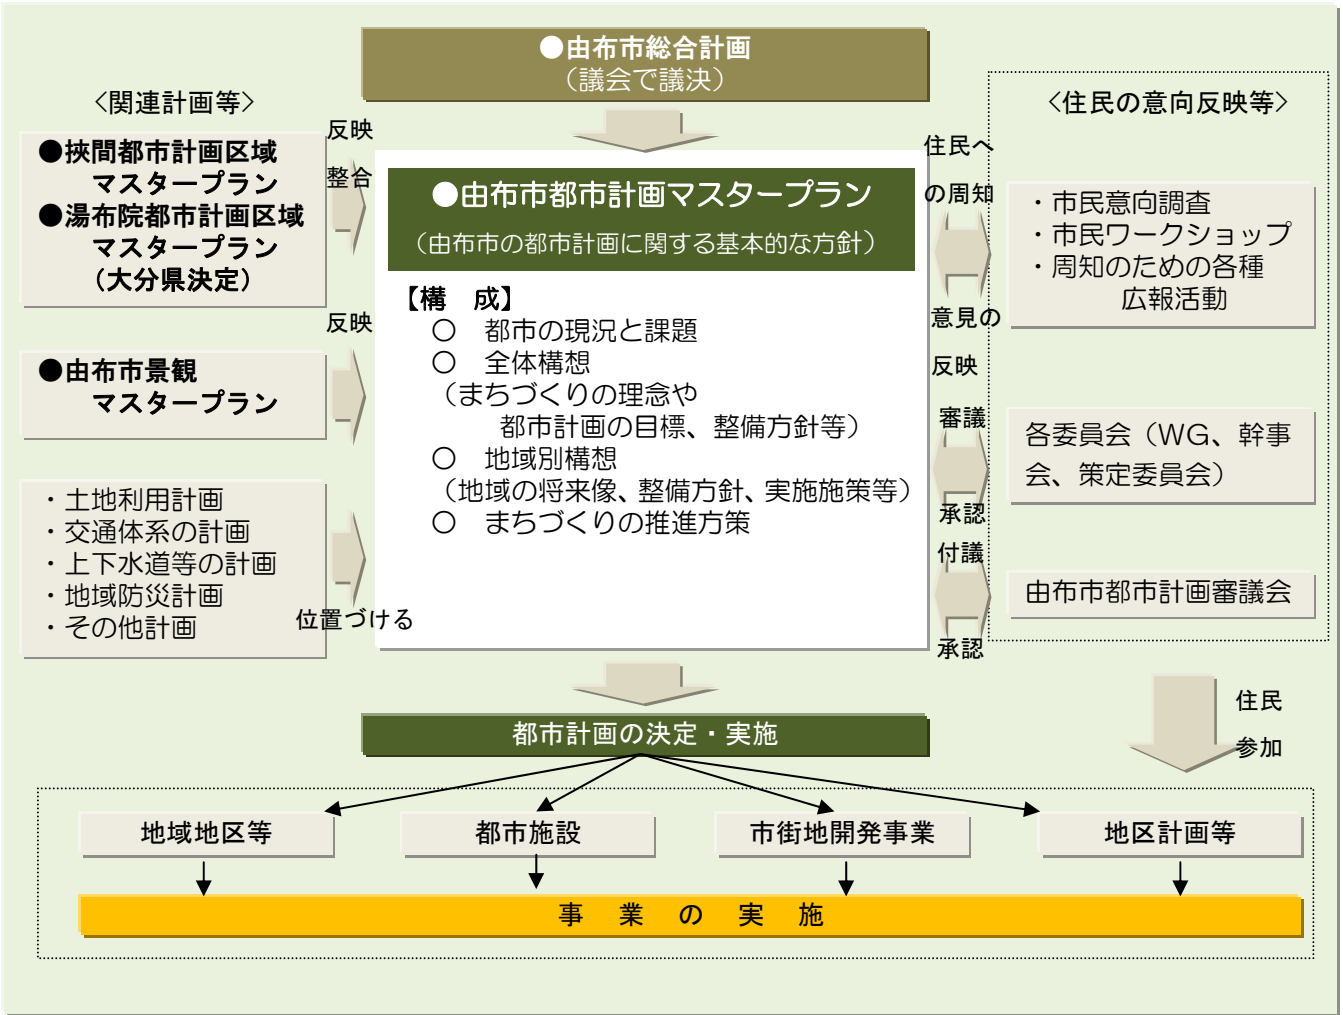 ●由布市総合計画
（議会で議決）
〈関連計画等〉
●挾間都市計画区域
マスタープラン
●湯布院都市計画区域
マスタープラン
（大分県決定）
反映
整合
●由布市景観
マスタープラン
反映
・土地利用計画
・交通体系の計画
・上下水道等の計画
・地域防災計画
・その他計画
位置づける
●由布市都市計画マスタープラン
（由布市の都市計画に関する基本的な方針）
【構　成】
○　都市の現況と課題
○　全体構想
（まちづくりの理念や
都市計画の目標、整備方針等）
○　地域別構想
（地域の将来像、整備方針、実施施策等）
○　まちづくりの推進方策
〈住民の意向反映等〉
住民へ
の周知
意見の
反映
・市民意向調査
・市民ワークショップ
・周知のための各種
広報活動
審議
承認
各委員会（WG、幹事
会、策定委員会）
付議
承認
由布市都市計画審議会
住民
参加
都市計画の決定・実施
地域地区等
都市施設
市街地開発事業
地区計画等
事　業　の　実　施